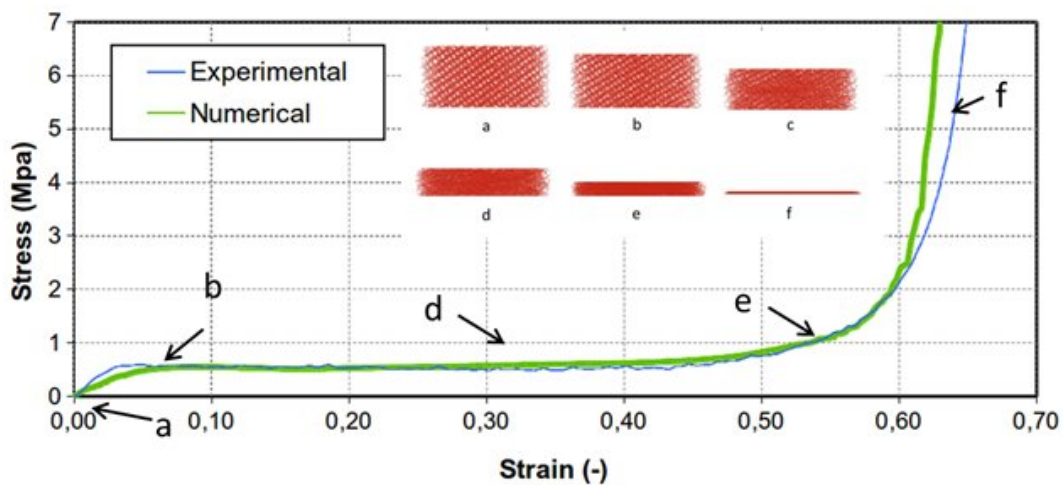 7
6
5
4
3
2
1
0
Stress (Mpa)
Experimental
Numerical
a b c
d e f
f
b
d
e
a
0,00 0,10 0,20 0,30 0,40 0,50 0,60 0,70
Strain (-)